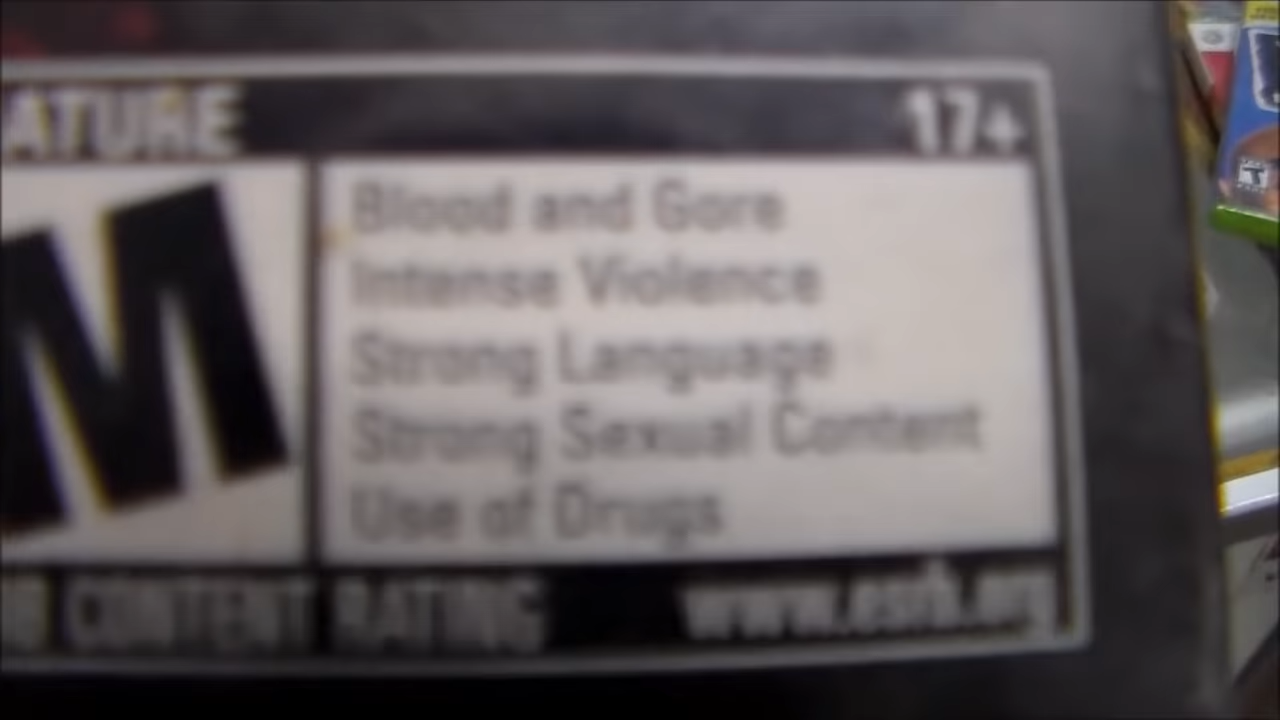 ATURE 17+
M
Blood and Gore
Intense Violence
Strong Language
Strong Sexual Content
Use of Drugs
CONTENT RATING www.esrb.org
T